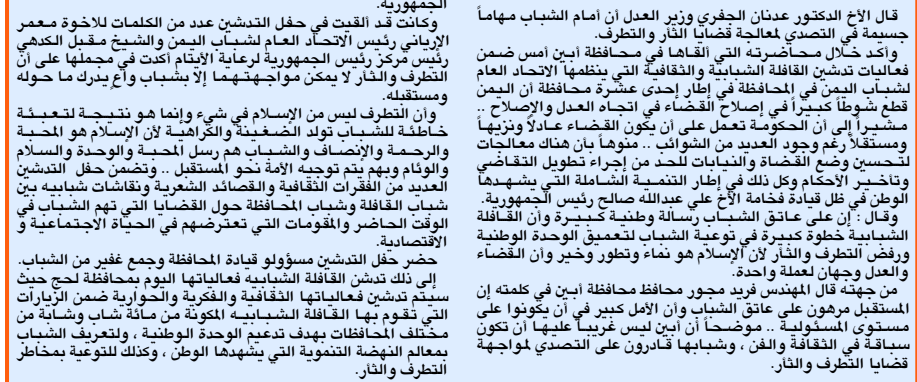 قال الأخ الدكتور عدنان الجفري وزير العدل أن أمام الشباب مهاماً
جسيمة في التصدي لمعالجة قضايا الثأر والتطرف.
وأكد خلال محاضرته التي ألقاها في محافظة أبين أمس ضمن
فعاليات تدشين القافلة الشبابية والثقافية التي ينظمها الاتحاد العام
لشباب اليمن في المحافظة في إطار إحدى عشرة محافظة أن اليمن
قطع شوطاً كبيراً في إصلاح القضاء في اتجاه العدل والإصلاح ..
مشيراً إلى أن الحكومة تعمل على أن يكون القضاء عادلاً ونزيهاً
ومستقلاً رغم وجود العديد من الشوائب .. منوهاً بأن هناك معالجات
لتحسين وضع القضاة والنيابات للحد من إجراء تطويل التقاضي
وتأخير الأحكام وكل ذلك في إطار التنمية الشاملة التي يشهدها
الوطن في ظل قيادة فخامة الأخ علي عبدالله صالح رئيس الجمهورية.
وقال : إن على عاتق الشباب رسالة وطنية كبيرة وأن القافلة
الشبابية خطوة كبيرة في توعية الشباب لتعميق الوحدة الوطنية
ورفض التطرف والثأر لأن الإسلام هو نماء وتطور وخير وأن القضاء
والعدل وجهان لعملة واحدة.
من جهته قال المهندس فريد مجور محافظ محافظة أبين في كلمته إن
المستقبل مرهون على عاتق الشباب وأن الأمل كبير في أن يكونوا على
مستوى المسئولية .. موضحاً أن أبين ليس غريباً عليها أن تكون
سباقة في الثقافة والفن ، وشبابها قادرون على التصدي لمواجهة
قضايا التطرف والثأر.
الجمهورية.
وكانت قد ألقيت في حفل التدشين عدد من الكلمات للاخوة معمر
الإرياني رئيس الاتحاد العام لشباب اليمن والشيخ مقبل الكدهي
رئيس مركز رئيس الجمهورية لرعاية الأيتام أكدت في مجملها على أن
التطرف والثأر لا يمكن مواجهتهما إلا بشباب واعٍ يدرك ما حوله
ومستقبله.
وأن التطرف ليس من الإسلام في شيء وإنما هو نتيجة لتعبئة
خاطئة للشباب تولد الضغينة والكراهية لأن الإسلام هو المحبة
والرحمة والإنصاف والشباب هم رسل المحبة والوحدة والسلام
والوئام وبهم يتم توجيه الأمة نحو المستقبل .. وتضمن حفل التدشين
العديد من الفقرات الثقافية والقصائد الشعرية ونقاشات شبابيه بين
شباب القافلة وشباب المحافظة حول القضايا التي تهم الشباب في
الوقت الحاضر والمقومات التي تعترضهم في الحياة الاجتماعية و
الاقتصادية.
حضر حفل التدشين مسؤولو قيادة المحافظة وجمع غفير من الشباب.
إلى ذلك تدشن القافلة الشبابيه فعالياتها اليوم بمحافظة لحج حيث
سيتم تدشين فعالياتها الثقافية والفكرية والحوارية ضمن الزيارات
التي تقوم بها القافلة الشبابيه المكونة من مائة شاب وشابة من
مختلف المحافظات بهدف تدعيم الوحدة الوطنية ، ولتعريف الشباب
بمعالم النهضة التنموية التي يشهدها الوطن ، وكذلك للتوعية بمخاطر
التطرف والثأر.